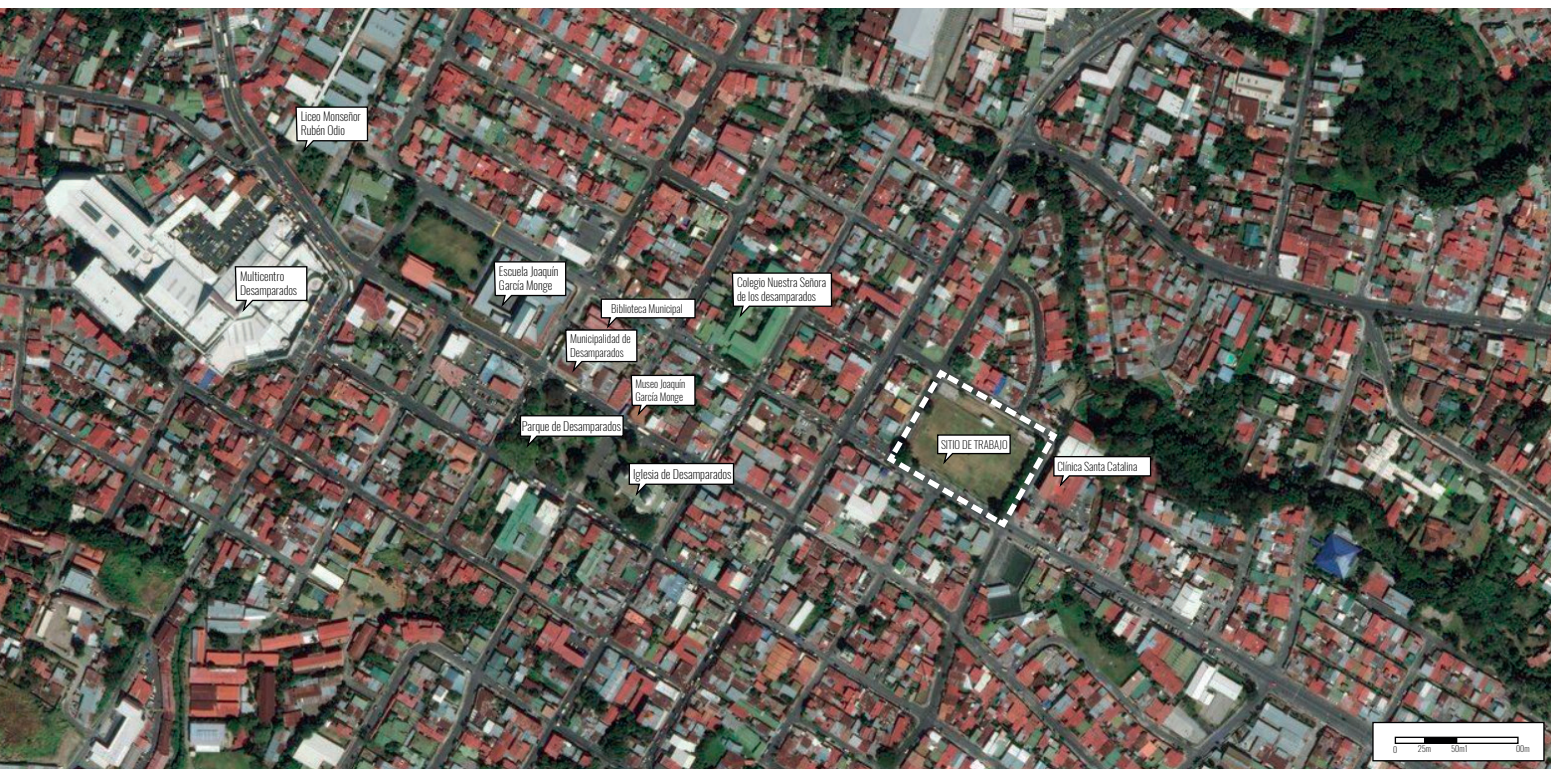 Liceo Monseñor
Rubén Odio
Multicentro
Desamparados
Escuela Joaquín
García Monge
Biblioteca Municipal
Colegio Nuestra Señora
de los desamparados
Municipalidad de
Desamparados
Museo Joaquín
García Monge
Parque de Desamparados
SITIO DE TRABAJO
Iglesia de Desamparados
Clínica Santa Catalina
0 25m 50m1 00m